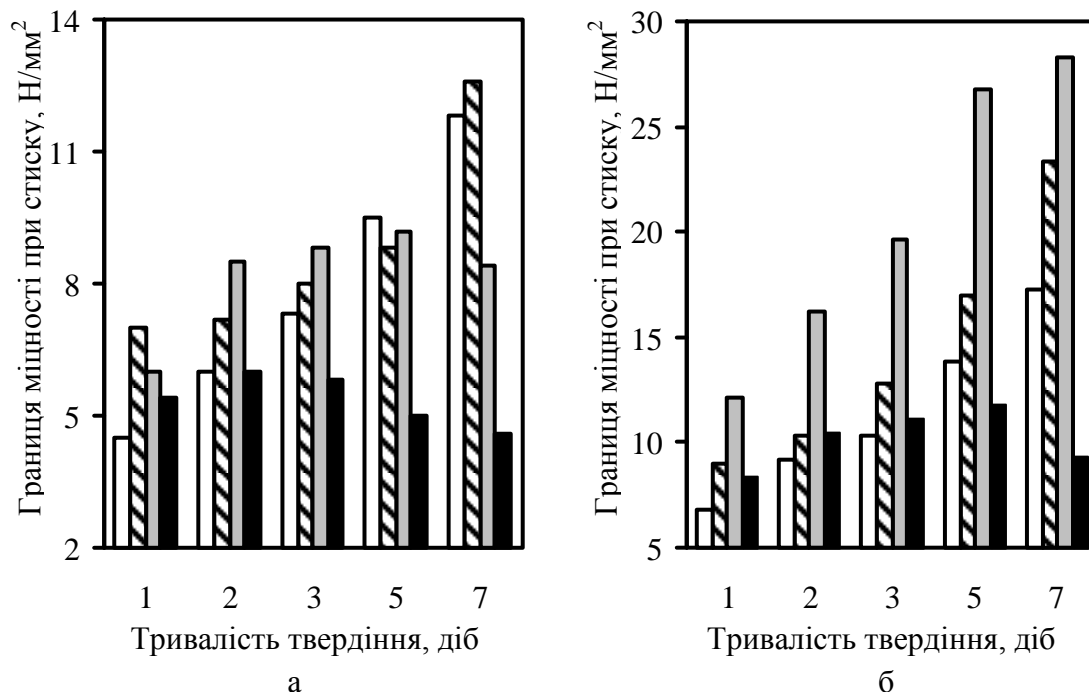 Границя міцності при стиску, Н/мм²
14
11
8
5
2
1 2 3 5 7
Тривалість твердіння, діб
а
Границя міцності при стиску, Н/мм²
30
25
20
15
10
5
1 2 3 5 7
Тривалість твердіння, діб
б